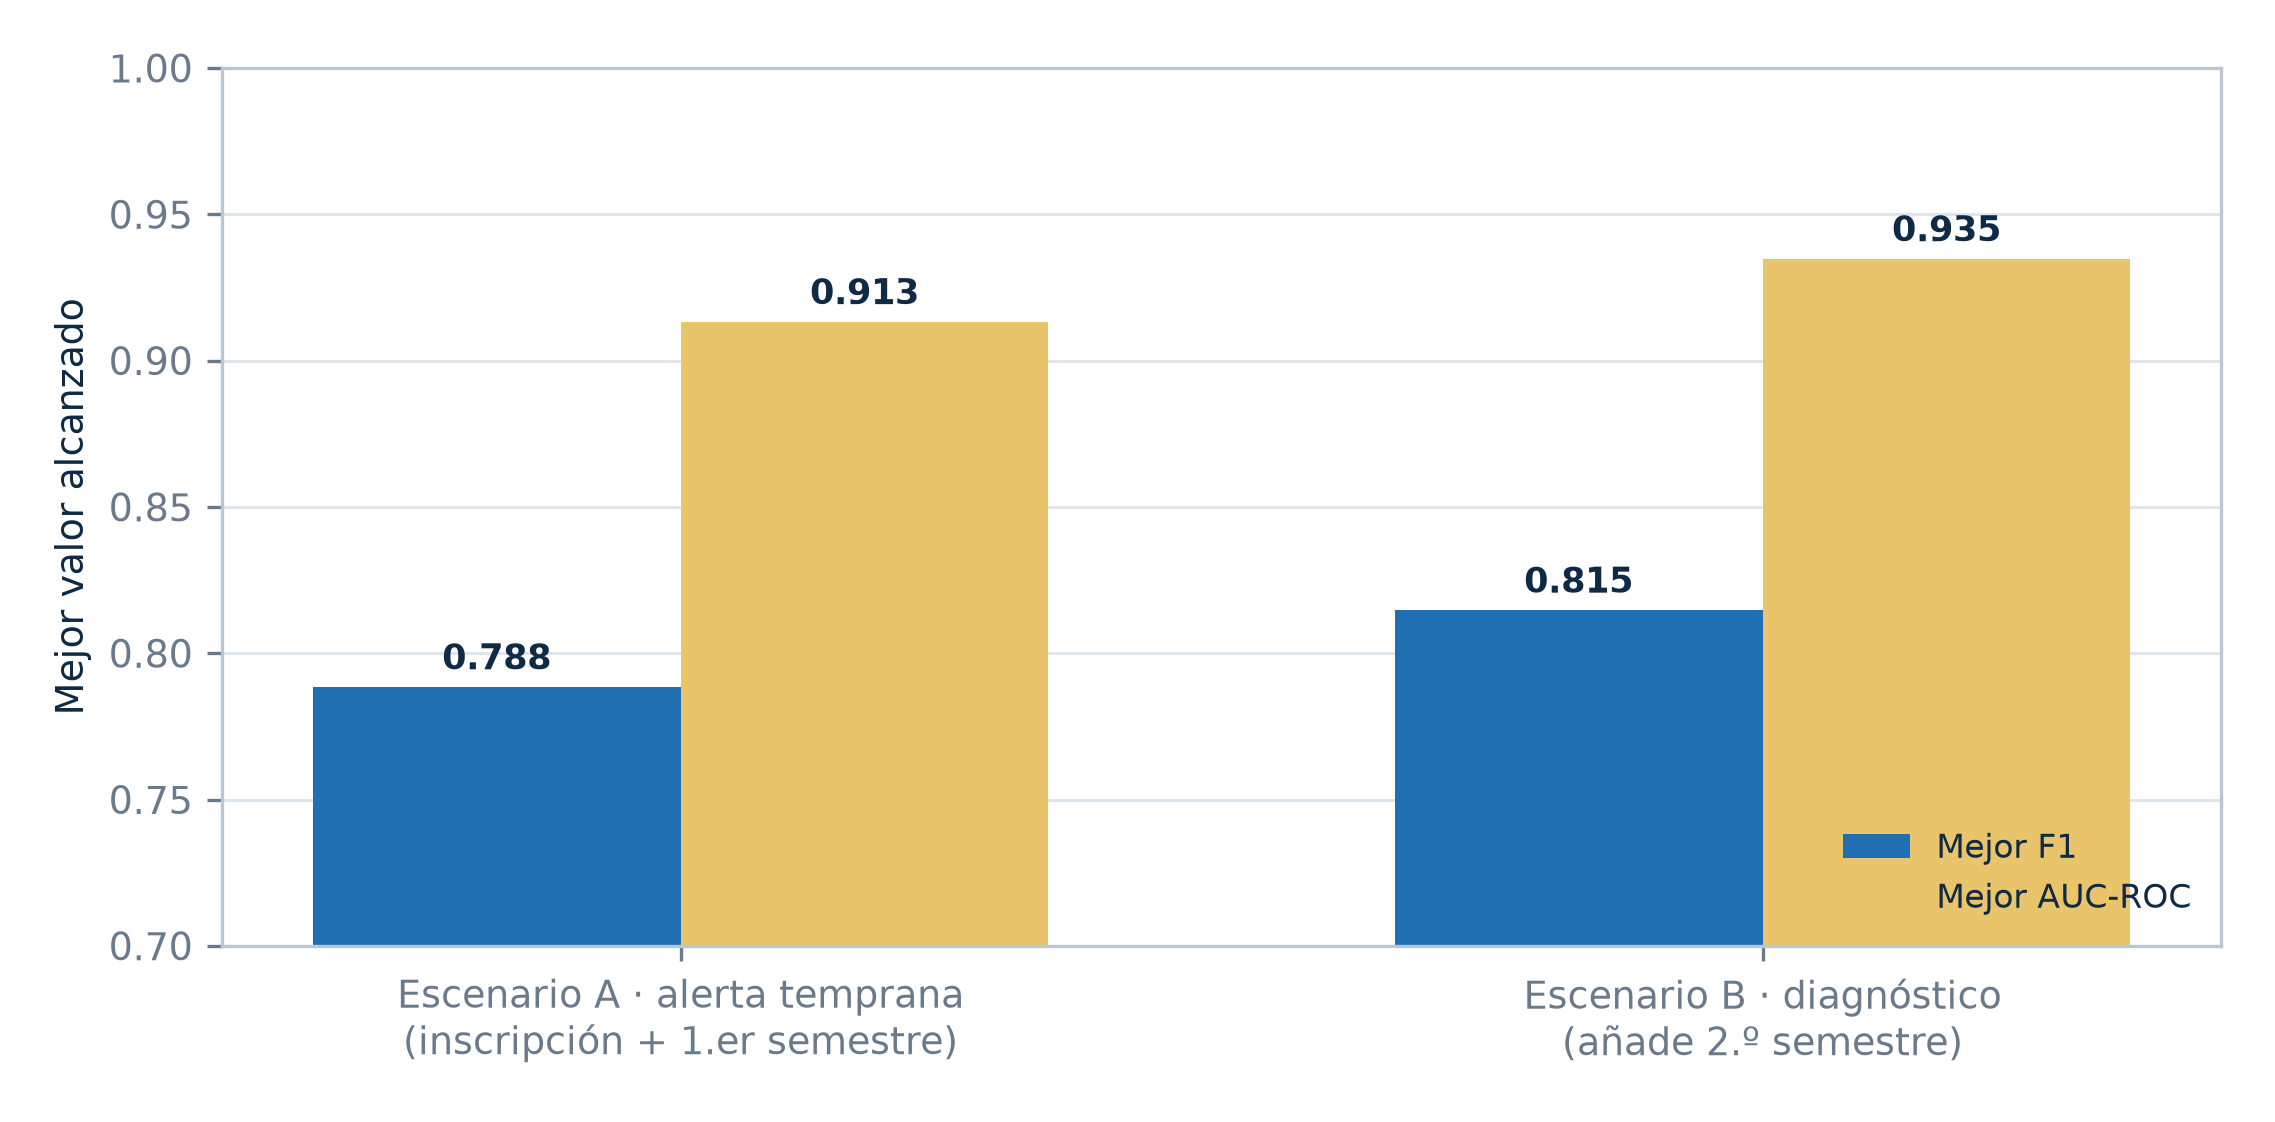 1.00
0.95
0.90
0.85
0.80
0.75
0.70
Mejor valor alcanzado
0.788
0.913
0.815
0.935
Mejor F1
Mejor AUC-ROC
Escenario A · alerta temprana
(inscripción + 1.er semestre)
Escenario B · diagnóstico
(añade 2.º semestre)